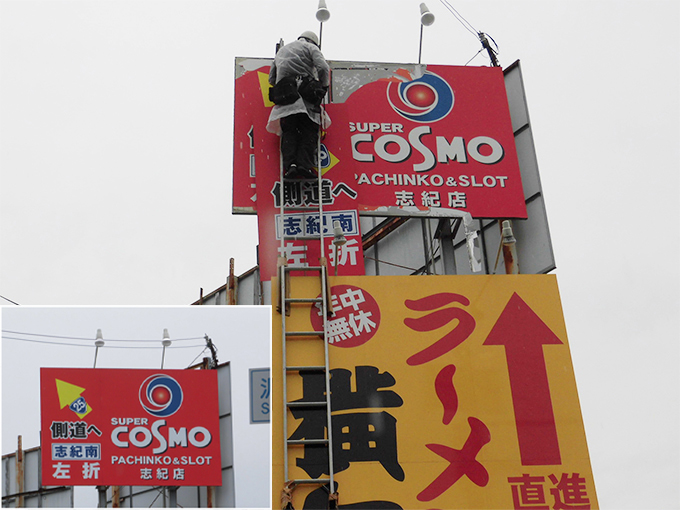 SUPER
COSMO
PACHINKO & SLOT
志紀店
側道へ
志紀南
左折
年中
無休
ラーメ
横
直進
25
側道へ
志紀南
左折
SUPER
COSMO
PACHINKO & SLOT
志紀店